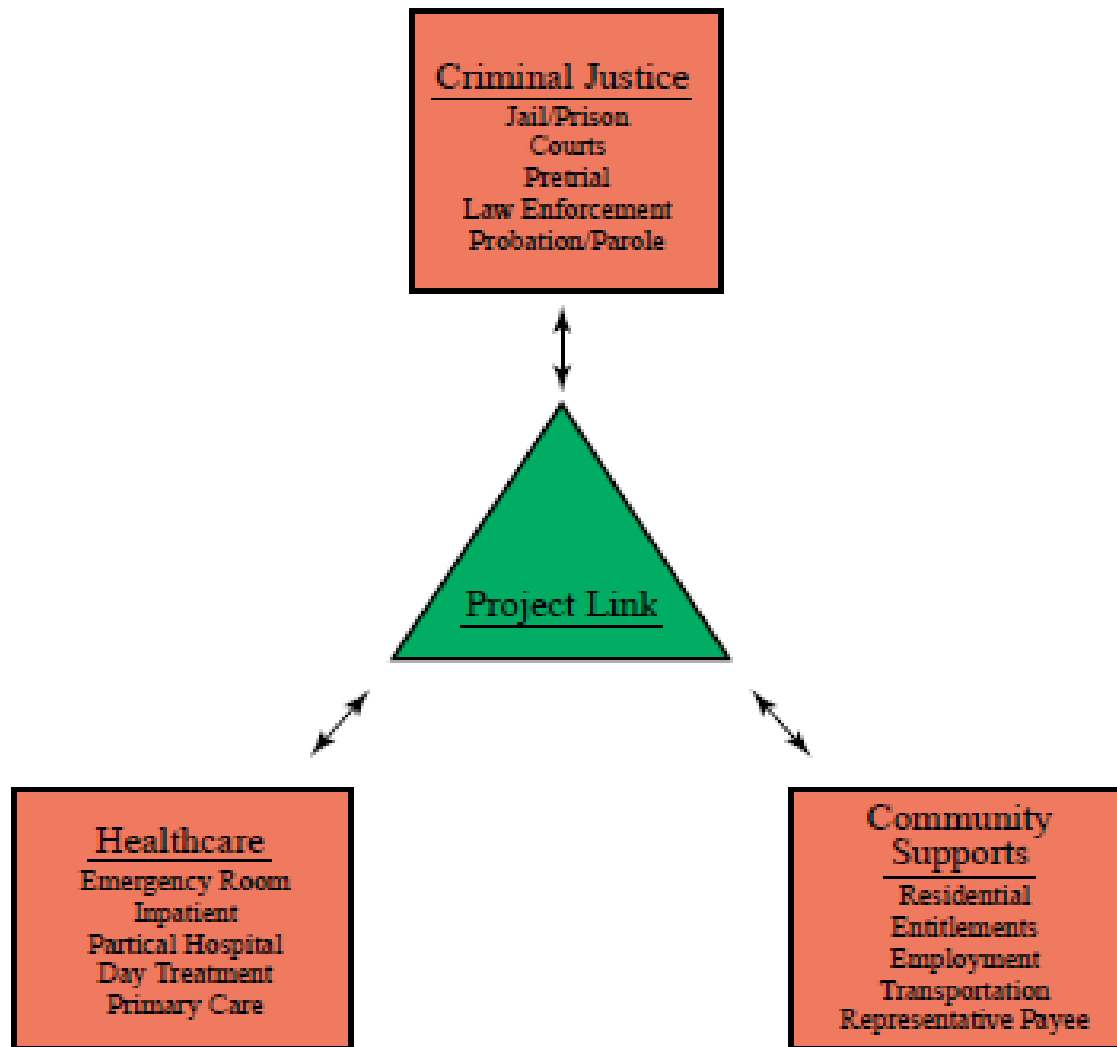 Criminal Justice
Jail/Prison
Courts
Pretrial
Law Enforcement
Probation/Parole
Project Link
Healthcare
Emergency Room
Inpatient
Partical Hospital
Day Treatment
Primary Care
Community
Supports
Residential
Entitlements
Employment
Transportation
Representative Payee